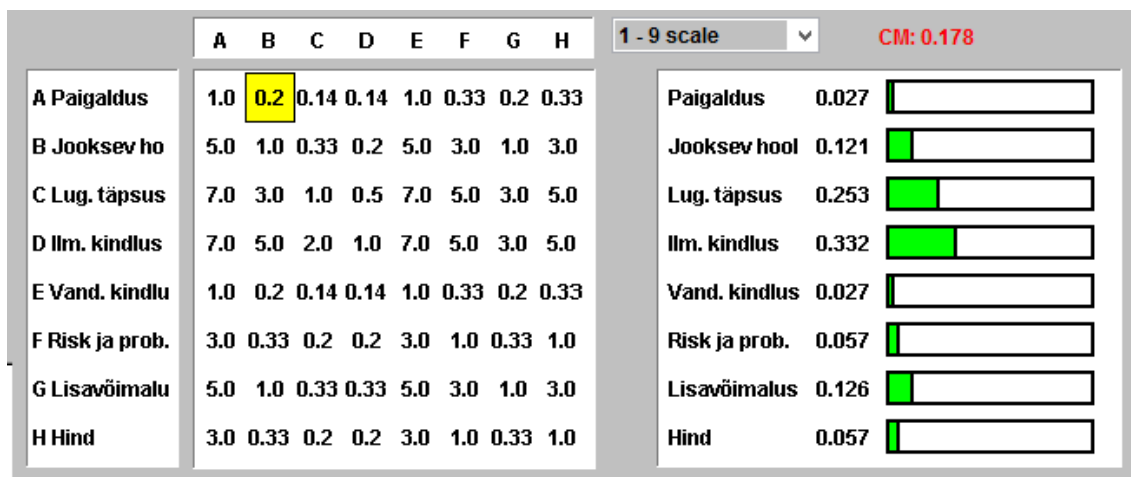 A B C D E F G H 1 - 9 scale CM: 0.178
A Paigaldus 1.0 0.2 0.14 0.14 1.0 0.33 0.2 0.33 Paigaldus 0.027
B Jooksev ho 5.0 1.0 0.33 0.2 5.0 3.0 1.0 3.0 Jooksev hool 0.121
C Lug. täpsus 7.0 3.0 1.0 0.5 7.0 5.0 3.0 5.0 Lug. täpsus 0.253
D Ilm. kindlus 7.0 5.0 2.0 1.0 7.0 5.0 3.0 5.0 Ilm. kindlus 0.332
E Vand. kindlu 1.0 0.2 0.14 0.14 1.0 0.33 0.2 0.33 Vand. kindlus 0.027
F Risk ja prob. 3.0 0.33 0.2 0.2 3.0 1.0 0.33 1.0 Risk ja prob. 0.057
G Lisavõimalu 5.0 1.0 0.33 0.33 5.0 3.0 1.0 3.0 Lisavõimalus 0.126
H Hind 3.0 0.33 0.2 0.2 3.0 1.0 0.33 1.0 Hind 0.057